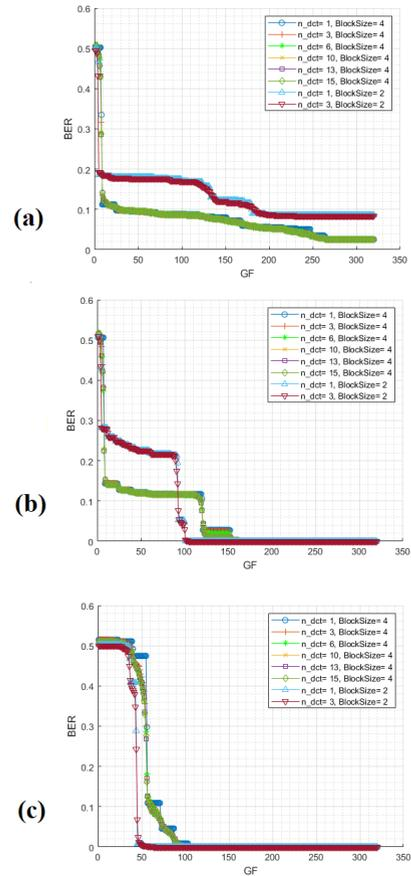 (a)
BER
0.6
0.5
0.4
0.3
0.2
0.1
0
0 50 100 150 200 250 300 350
GF
n_dct= 1, BlockSize= 4
n_dct= 3, BlockSize= 4
n_dct= 6, BlockSize= 4
n_dct= 10, BlockSize= 4
n_dct= 13, BlockSize= 4
n_dct= 15, BlockSize= 4
n_dct= 1, BlockSize= 2
n_dct= 3, BlockSize= 2
(b)
BER
0.6
0.5
0.4
0.3
0.2
0.1
0
0 50 100 150 200 250 300 350
GF
n_dct= 1, BlockSize= 4
n_dct= 3, BlockSize= 4
n_dct= 6, BlockSize= 4
n_dct= 10, BlockSize= 4
n_dct= 13, BlockSize= 4
n_dct= 15, BlockSize= 4
n_dct= 1, BlockSize= 2
n_dct= 3, BlockSize= 2
(c)
BER
0.6
0.5
0.4
0.3
0.2
0.1
0
0 50 100 150 200 250 300 350
GF
n_dct= 1, BlockSize= 4
n_dct= 3, BlockSize= 4
n_dct= 6, BlockSize= 4
n_dct= 10, BlockSize= 4
n_dct= 13, BlockSize= 4
n_dct= 15, BlockSize= 4
n_dct= 1, BlockSize= 2
n_dct= 3, BlockSize= 2